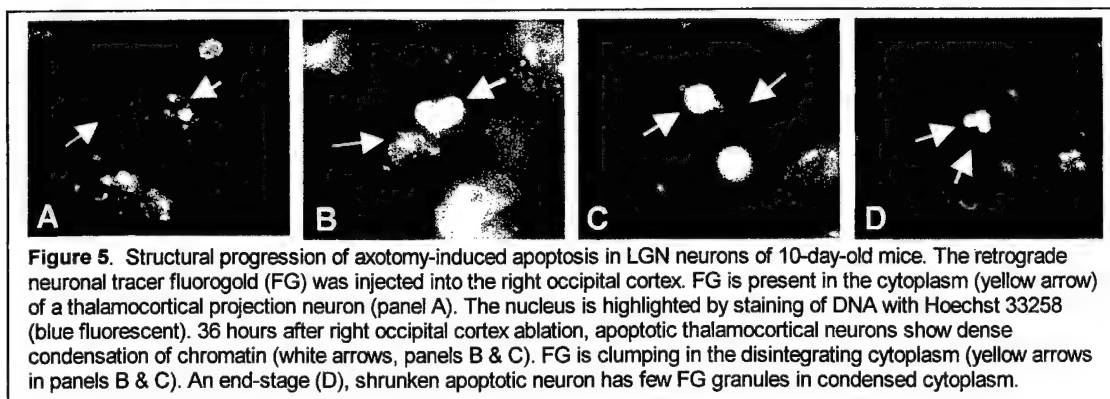 A B C D
Figure 5. Structural progression of axotomy-induced apoptosis in LGN neurons of 10-day-old mice. The retrograde
neuronal tracer fluorogold (FG) was injected into the right occipital cortex. FG is present in the cytoplasm (yellow arrow)
of a thalamocortical projection neuron (panel A). The nucleus is highlighted by staining of DNA with Hoechst 33258
(blue fluorescent). 36 hours after right occipital cortex ablation, apoptotic thalamocortical neurons show dense
condensation of chromatin (white arrows, panels B & C). FG is clumping in the disintegrating cytoplasm (yellow arrows
in panels B & C). An end-stage (D), shrunken apoptotic neuron has few FG granules in condensed cytoplasm.